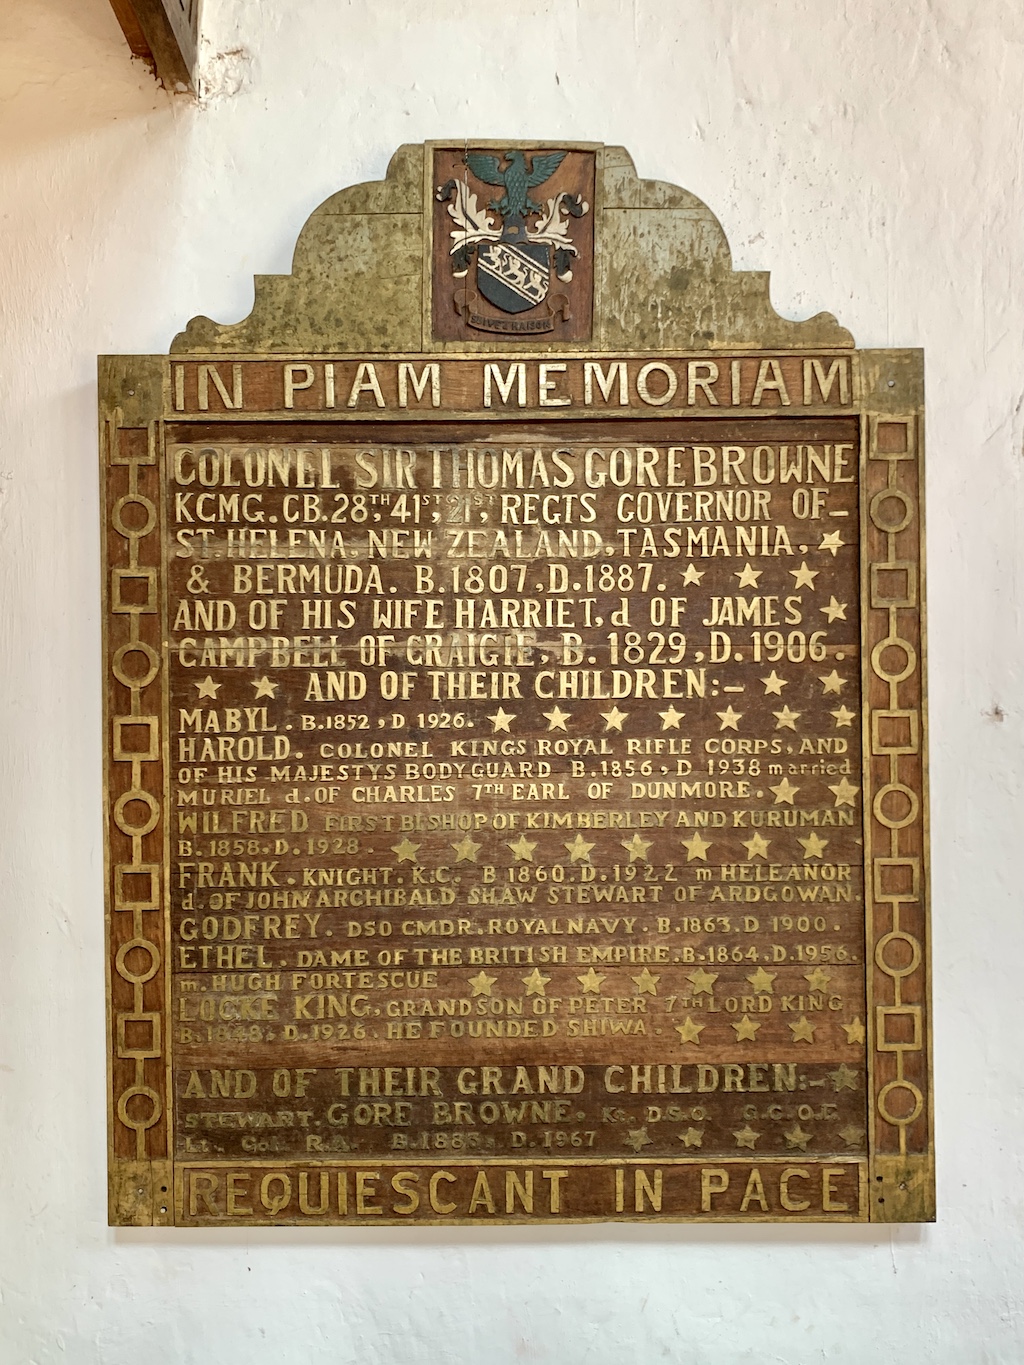 SUIVEZ RAISON
IN PIAM MEMORIAM
COLONEL SIR THOMAS GORE BROWNE
KCMG. CB. 28TH, 41ST, 21ST, REGTS GOVERNOR OF-
ST. HELENA, NEW ZEALAND, TASMANIA,
& BERMUDA. B. 1807, D. 1887.
AND OF HIS WIFE HARRIET, d OF JAMES
CAMPBELL OF CRAIGIE, B. 1829, D. 1906.
AND OF THEIR CHILDREN:-
MABYL. B. 1852, D 1926.
HAROLD. COLONEL KINGS ROYAL RIFLE CORPS, AND
OF HIS MAJESTYS BODYGUARD B. 1856, D 1938 married
MURIEL d. OF CHARLES 7TH EARL OF DUNMORE.
WILFRED FIRST BISHOP OF KIMBERLEY AND KURUMAN
B. 1858. D. 1928.
FRANK. KNIGHT. K.C. B 1860. D. 1922 m HELEANOR
d. OF JOHN ARCHIBALD SHAW STEWART OF ARDGOWAN.
GODFREY. DSO CMDR. ROYAL NAVY. B. 1863. D 1900.
ETHEL. DAME OF THE BRITISH EMPIRE. B. 1864. D. 1956.
m. HUGH FORTESCUE
LOCKE KING, GRANDSON OF PETER 7TH LORD KING
B. 1848. D. 1926. HE FOUNDED SHIWA.
AND OF THEIR GRAND CHILDREN:-
STEWART. GORE BROWNE. Kt. D.S.O.
Lt. Col. R.A. B. 1883. D. 1967
REQUIESCANT IN PACE